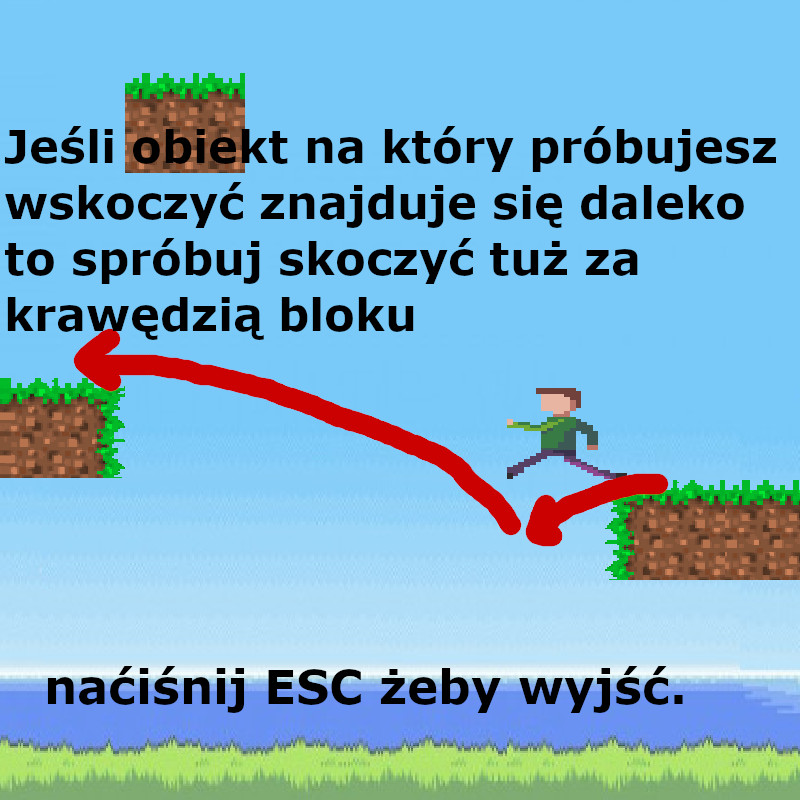 Jeśli obiekt na który próbujesz
wskoczyć znajduje się daleko
to spróbuj skoczyć tuż za
krawędzią bloku
naćiśnij ESC żeby wyjść.